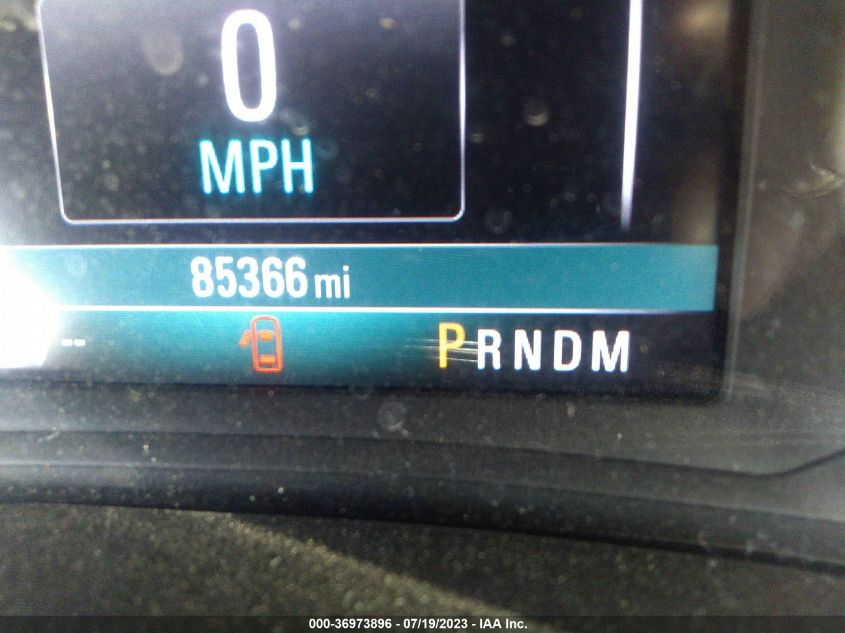 0
MPH
85366 mi
-- PRNDM
000-36973896 - 07/19/2023 - IAA Inc.